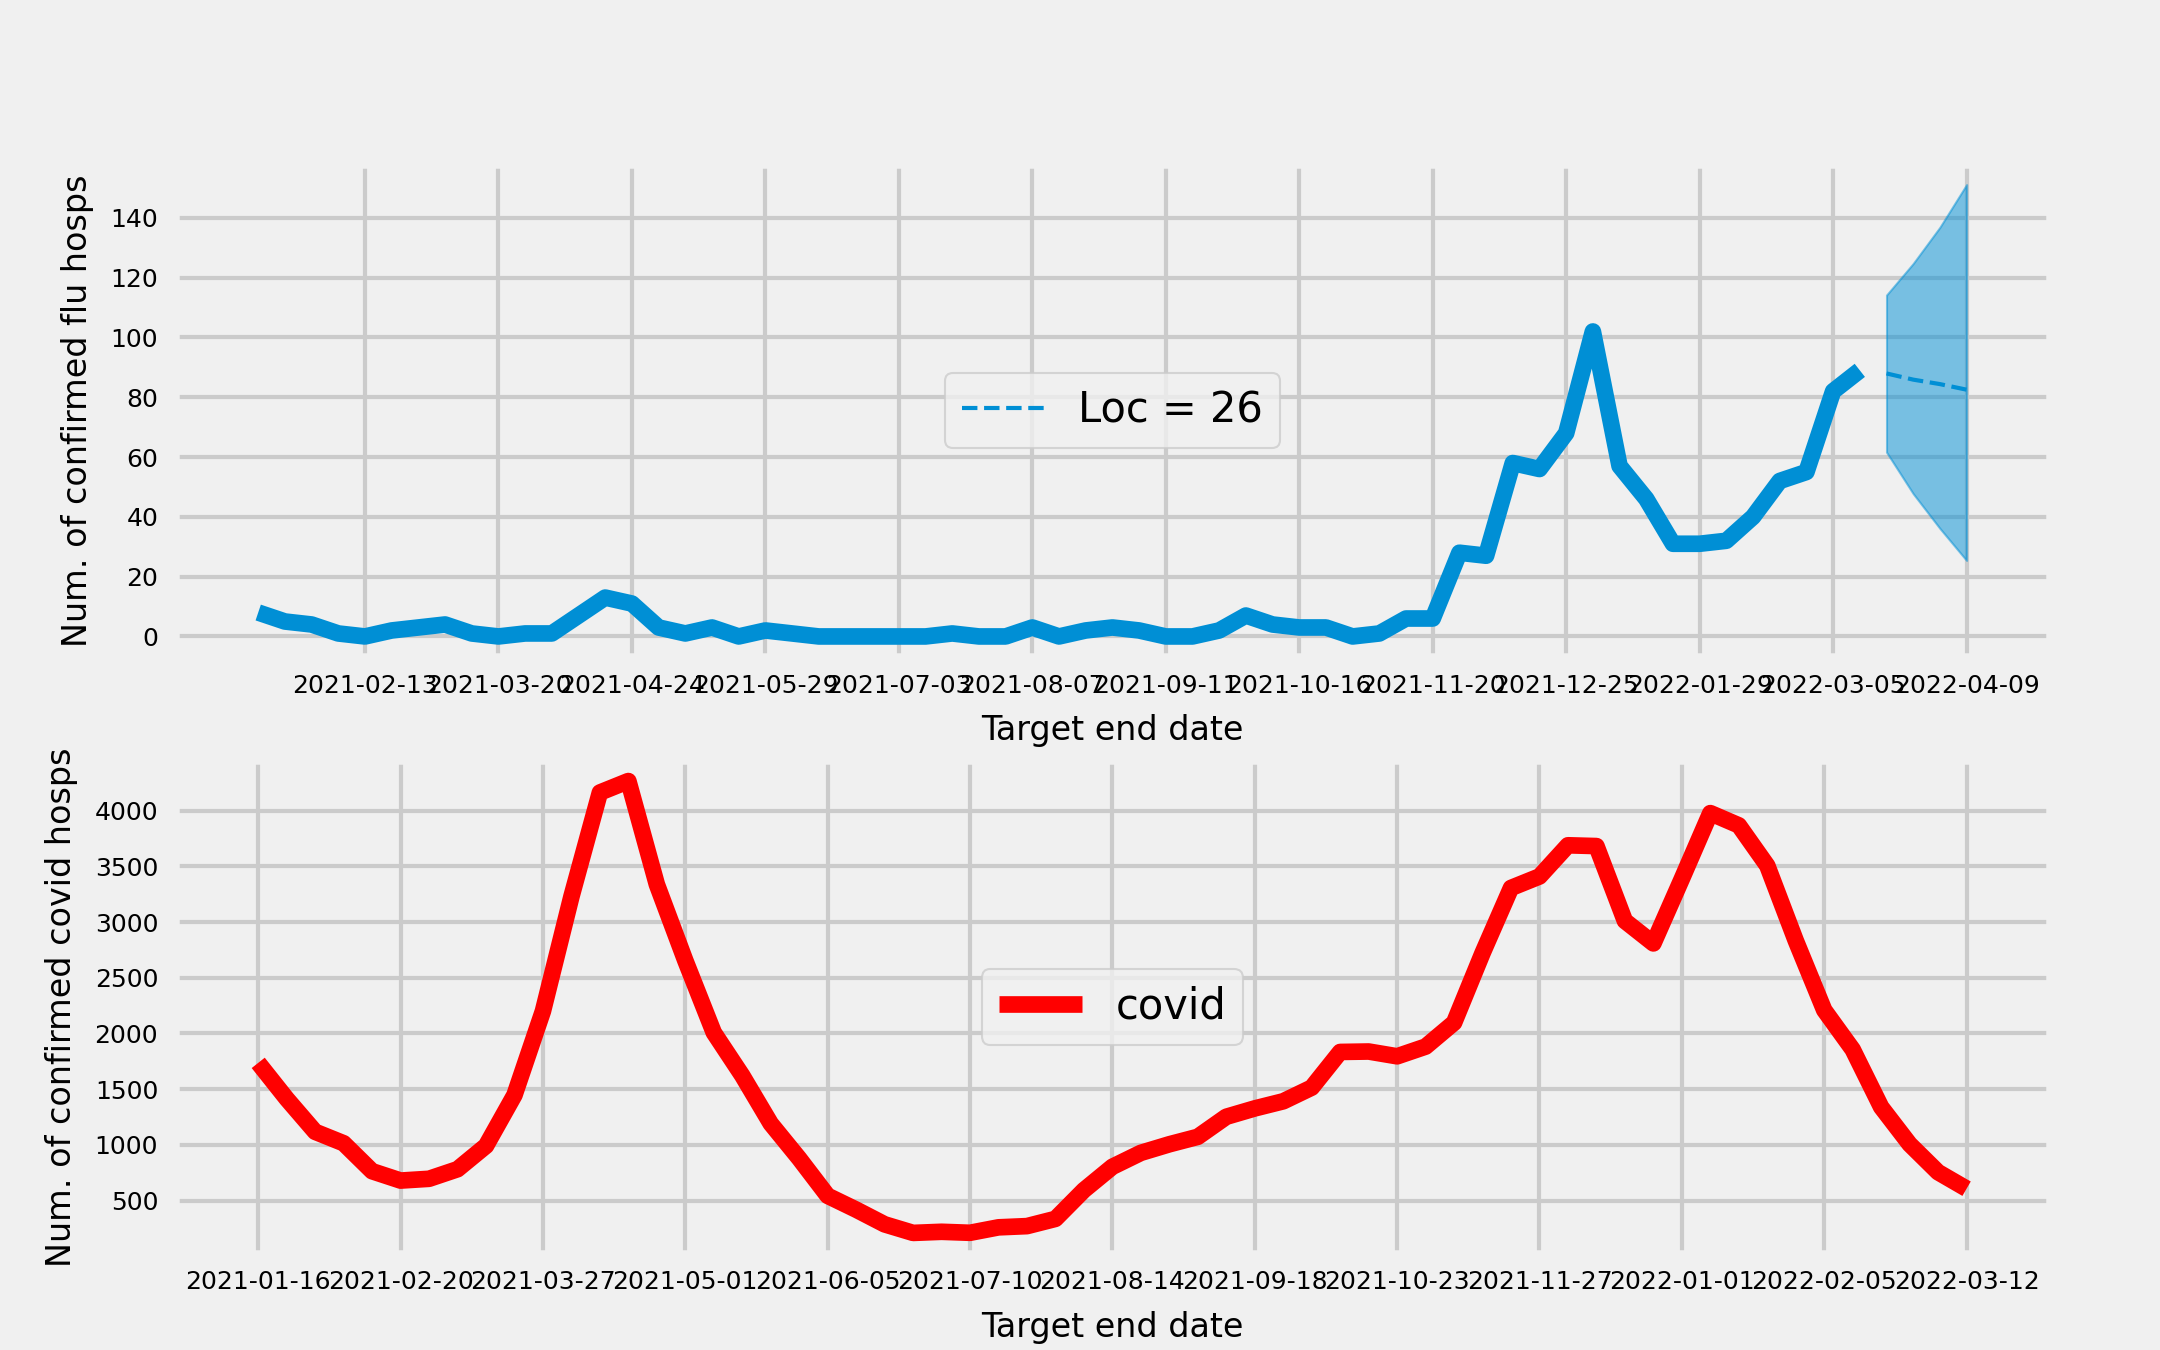 Num. of confirmed flu hosps
140
120
100
80
60
40
20
0
Loc = 26
2021-02-13 2021-03-20 2021-04-24 2021-05-29 2021-07-03 2021-08-07 2021-09-11 2021-10-16 2021-11-20 2021-12-25 2022-01-29 2022-03-05 2022-04-09
Target end date
Num. of confirmed covid hosps
4000
3500
3000
2500
2000
1500
1000
500
covid
2021-01-16 2021-02-20 2021-03-27 2021-05-01 2021-06-05 2021-07-10 2021-08-14 2021-09-18 2021-10-23 2021-11-27 2022-01-01 2022-02-05 2022-03-12
Target end date